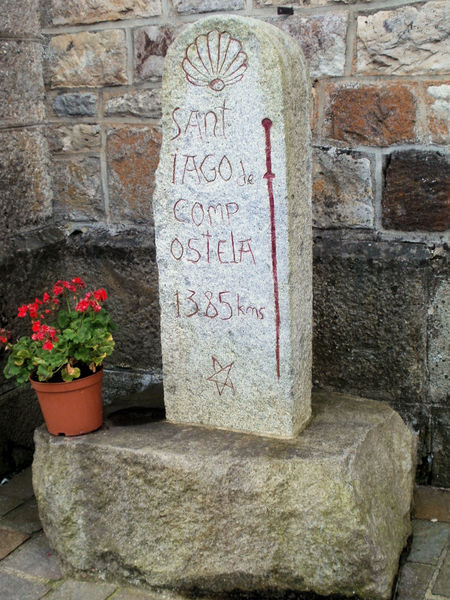 SANT
IAGO de
COMP
OSTELA
1385 kms